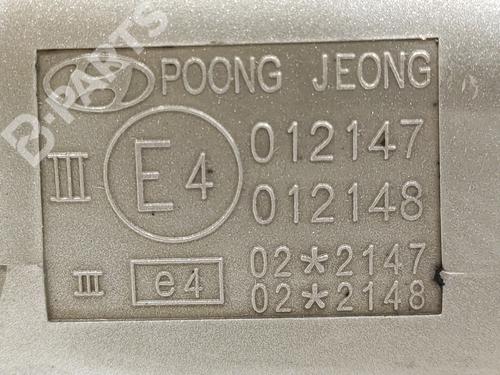 B-PARTS
POONG JEONG
III E4 012147
012148
III e4 02*2147
02*2148